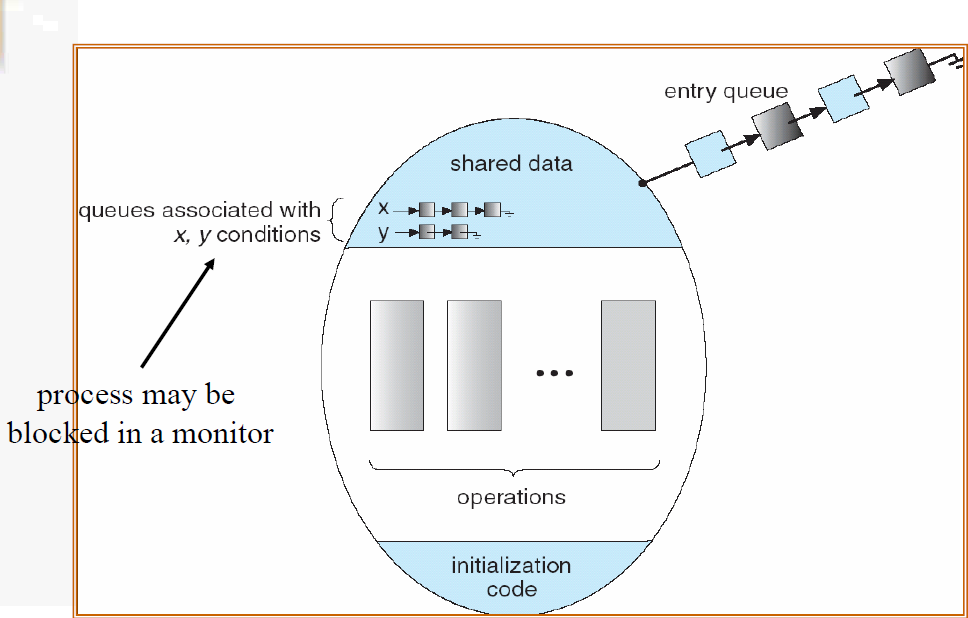 entry queue
shared data
queues associated with
x, y conditions
x
y
process may be
blocked in a monitor
operations
initialization
code